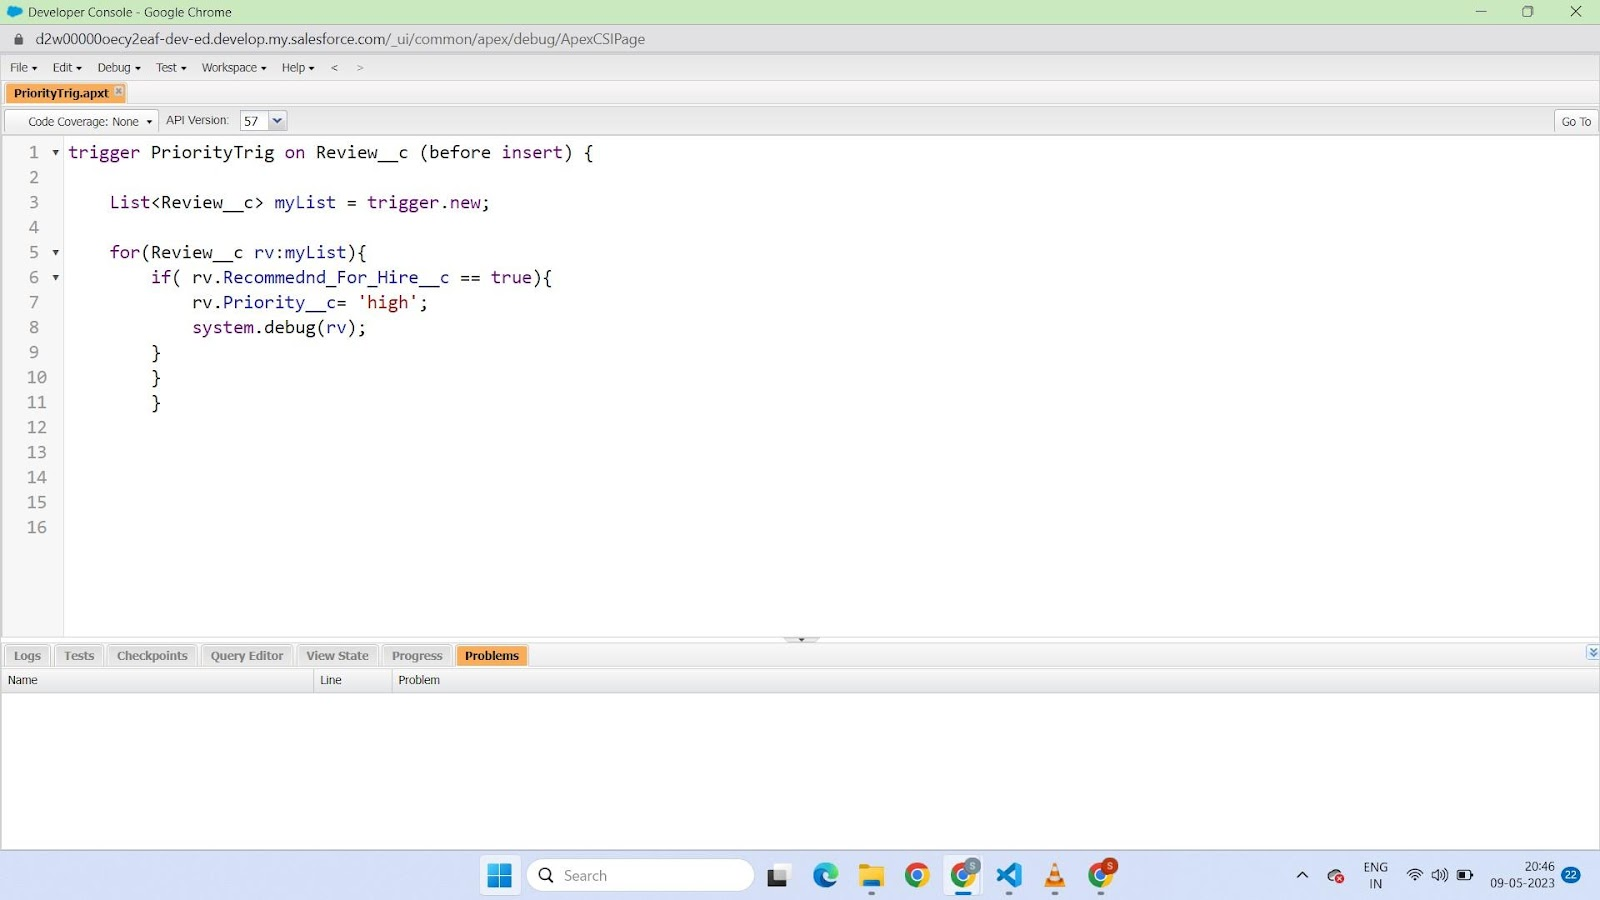 Developer Console - Google Chrome
d2w00000oecy2eaf-dev-ed.develop.my.salesforce.com/_ui/common/apex/debug/ApexCSIPage
File Edit Debug Test Workspace Help < >
PriorityTrig.apxt
Code Coverage: None API Version: 57 Go To
1 trigger PriorityTrig on Review__c (before insert) {
2
3 List<Review__c> myList = trigger.new;
4
5 for(Review__c rv:myList){
6 if( rv.Recommednd_For_Hire__c == true){
7 rv.Priority__c= 'high';
8 system.debug(rv);
9 }
10 }
11 }
12
13
14
15
16
Logs Tests Checkpoints Query Editor View State Progress Problems
Name Line Problem
Search
S
S
ENG
IN
20:46
09-05-2023
22